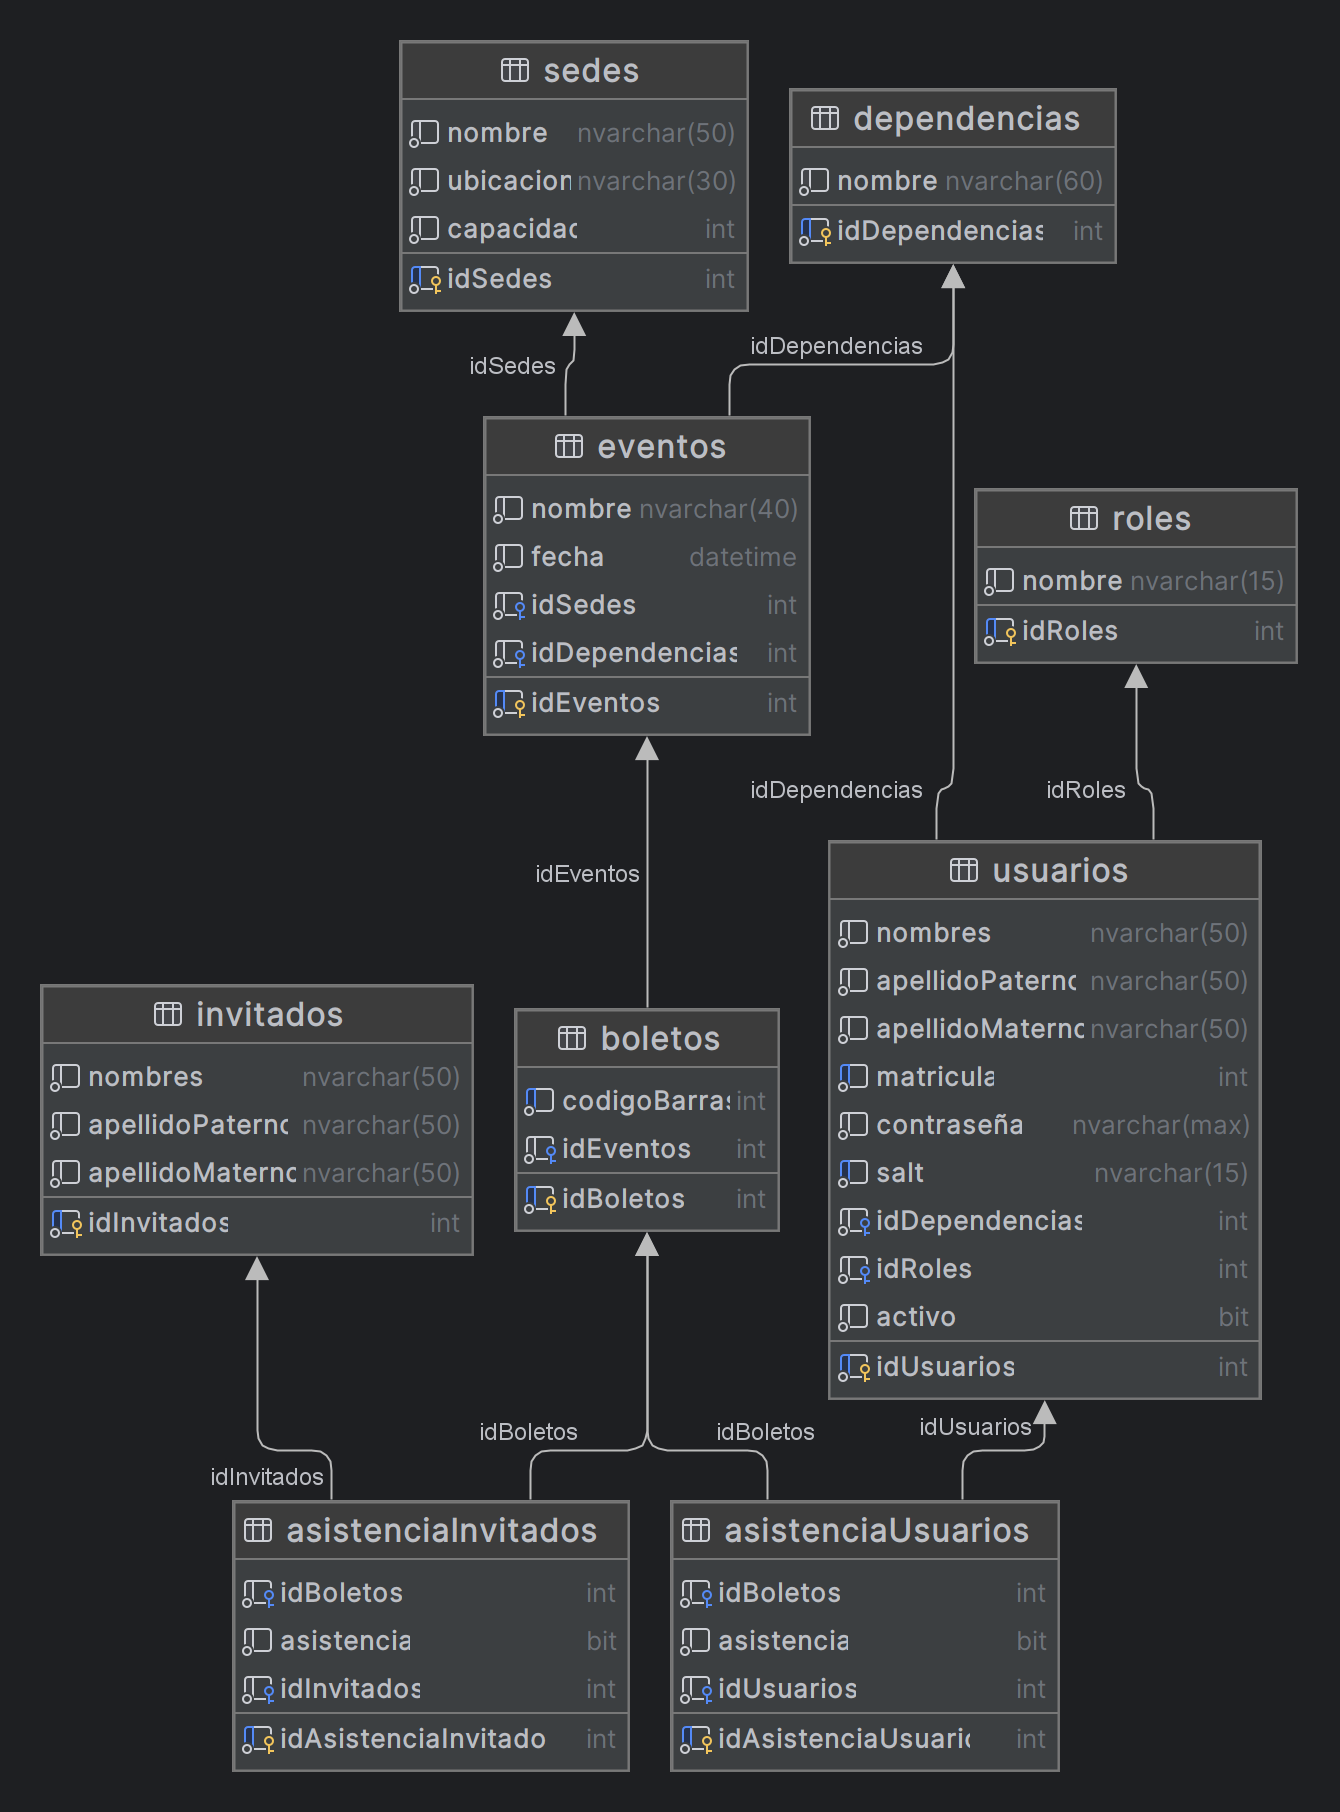 sedes
nombre nvarchar(50)
ubicacion nvarchar(30)
capacidad int
idSedes int
dependencias
nombre nvarchar(60)
idDependencias int
idSedes
idDependencias
eventos
nombre nvarchar(40)
fecha datetime
idSedes int
idDependencias int
idEventos int
roles
nombre nvarchar(15)
idRoles int
idDependencias
idRoles
idEventos
usuarios
nombres nvarchar(50)
apellidoPaterno nvarchar(50)
apellidoMaterno nvarchar(50)
matricula int
contraseña nvarchar(max)
salt nvarchar(15)
idDependencias int
idRoles int
activo bit
idUsuarios int
invitados
nombres nvarchar(50)
apellidoPaterno nvarchar(50)
apellidoMaterno nvarchar(50)
idInvitados int
boletos
codigoBarras int
idEventos int
idBoletos int
idInvitados
idBoletos
idBoletos
idUsuarios
asistenciaInvitados
idBoletos int
asistencia bit
idInvitados int
idAsistenciaInvitado int
asistenciaUsuarios
idBoletos int
asistencia bit
idUsuarios int
idAsistenciaUsuario int